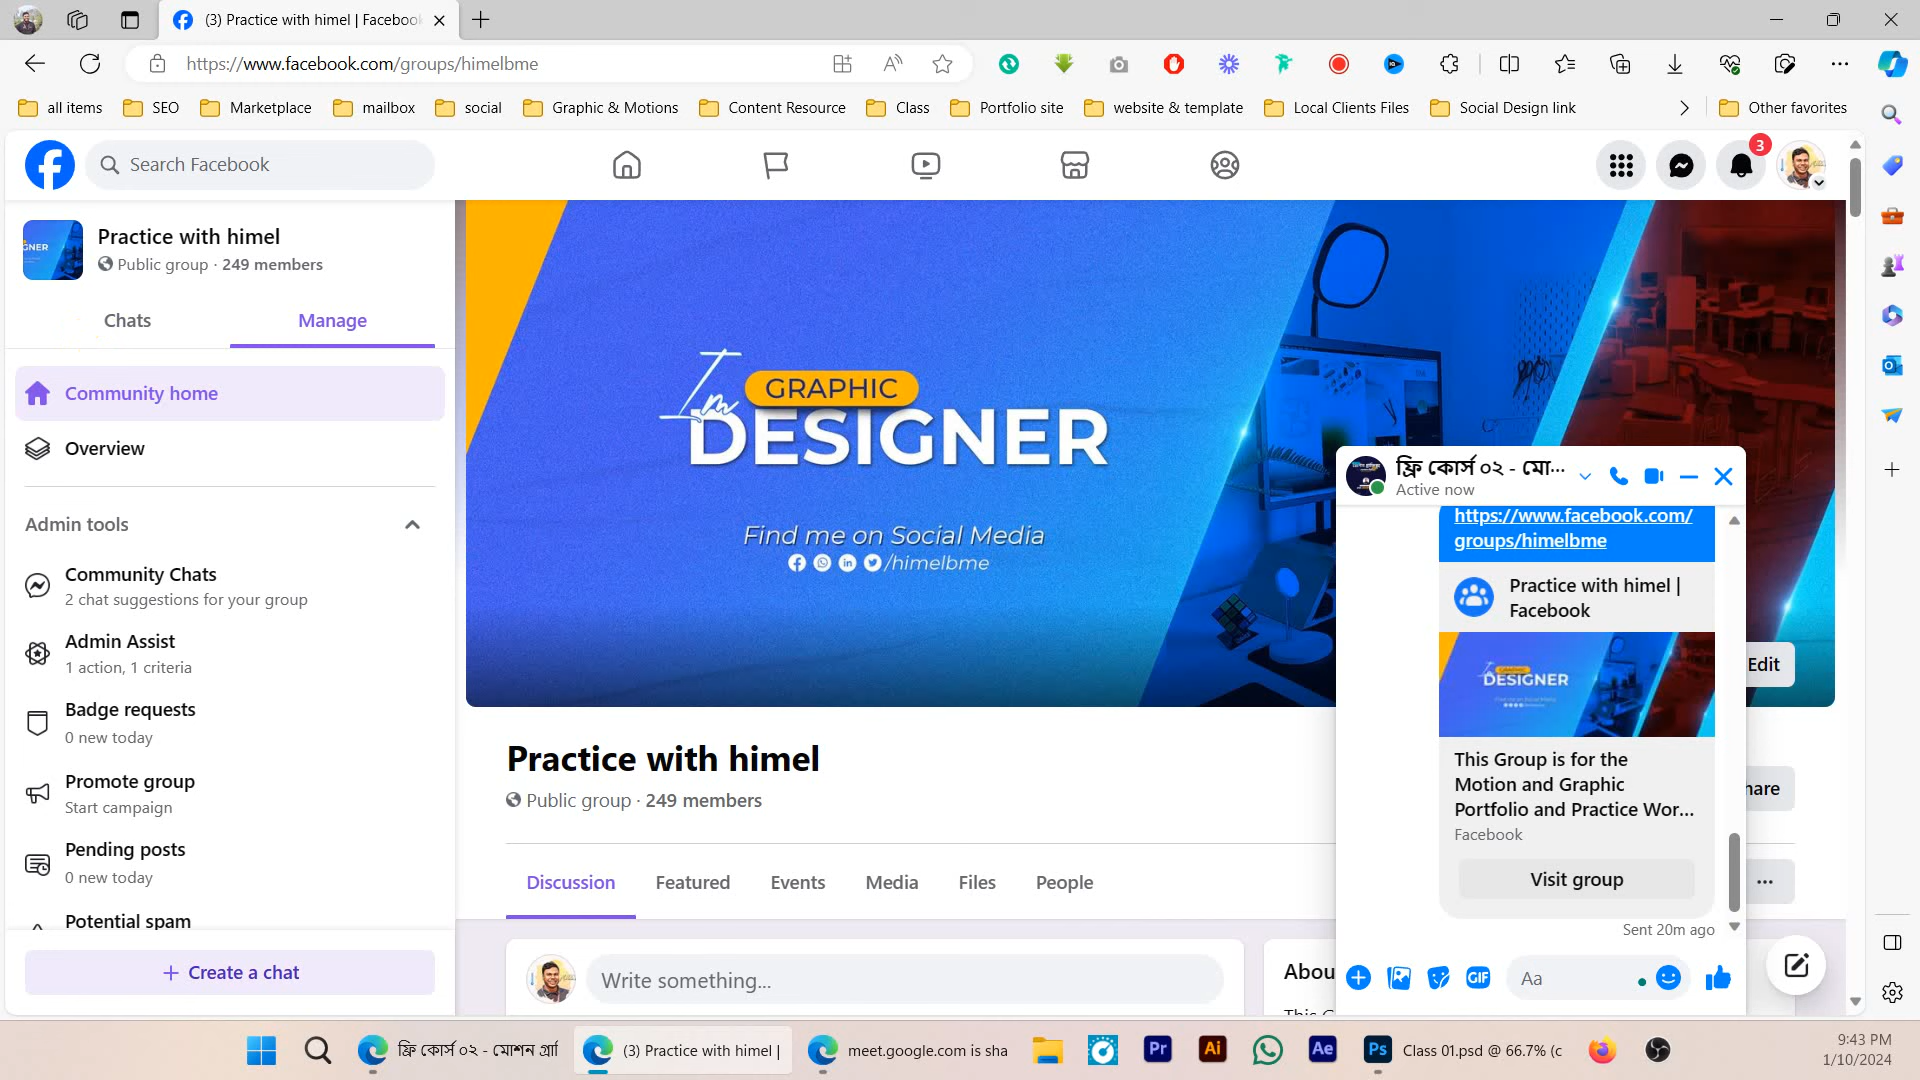 (3) Practice with himel | Facebook
https://www.facebook.com/groups/himelbme
all items
SEO
Marketplace
mailbox
social
Graphic & Motions
Content Resource
Class
Portfolio site
website & template
Local Clients Files
Social Design link
Other favorites
Search Facebook
3
Practice with himel
Public group · 249 members
Chats
Manage
Community home
Overview
Admin tools
Community Chats
2 chat suggestions for your group
Admin Assist
1 action, 1 criteria
Badge requests
0 new today
Promote group
Start campaign
Pending posts
0 new today
Potential spam
+ Create a chat
GNER
I'm
GRAPHIC
DESIGNER
Find me on Social Media
/himelbme
Edit
Practice with himel
Public group · 249 members
hare
Discussion
Featured
Events
Media
Files
People
Write something...
Abou
ফ্রি কোর্স ০২ - মো...
Active now
https://www.facebook.com/
groups/himelbme
Practice with himel |
Facebook
GRAPHIC
DESIGNER
This Group is for the
Motion and Graphic
Portfolio and Practice Wor...
Facebook
Visit group
Sent 20m ago
GIF
Aa
ফ্রি কোর্স ০২ - মোশন গ্রাf
(3) Practice with himel |
meet.google.com is sha
Pr
Ai
Ae
Ps
Class 01.psd @ 66.7% (c
9:43 PM
1/10/2024